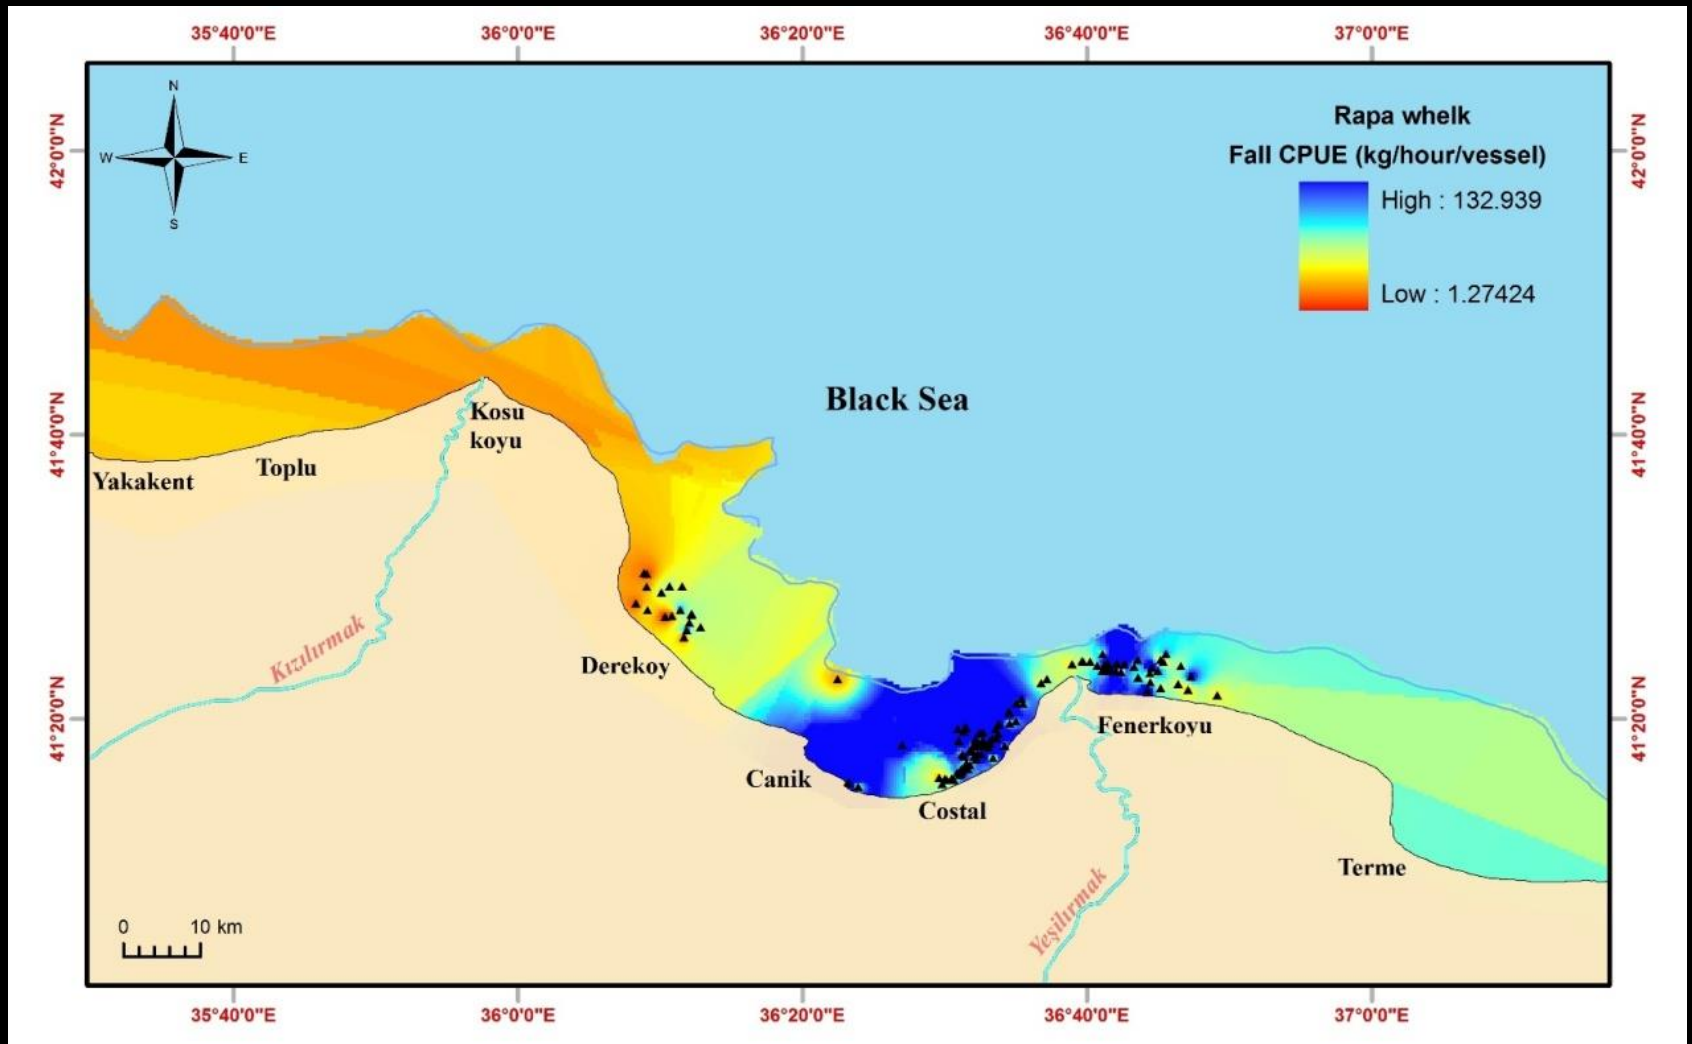 35°40'0"E 36°0'0"E 36°20'0"E 36°40'0"E 37°0'0"E
N
W E
S
42°0'0"N
42°0'0"N
Rapa whelk
Fall CPUE (kg/hour/vessel)
High : 132.939
Low : 1.27424
Black Sea
41°40'0"N
41°40'0"N
Kosu
koyu
Toplu
Yakakent
Kızılırmak
Derekoy
41°20'0"N
41°20'0"N
Fenerkoyu
Canik
Costal
Terme
Yeşilırmak
0 10 km
35°40'0"E 36°0'0"E 36°20'0"E 36°40'0"E 37°0'0"E